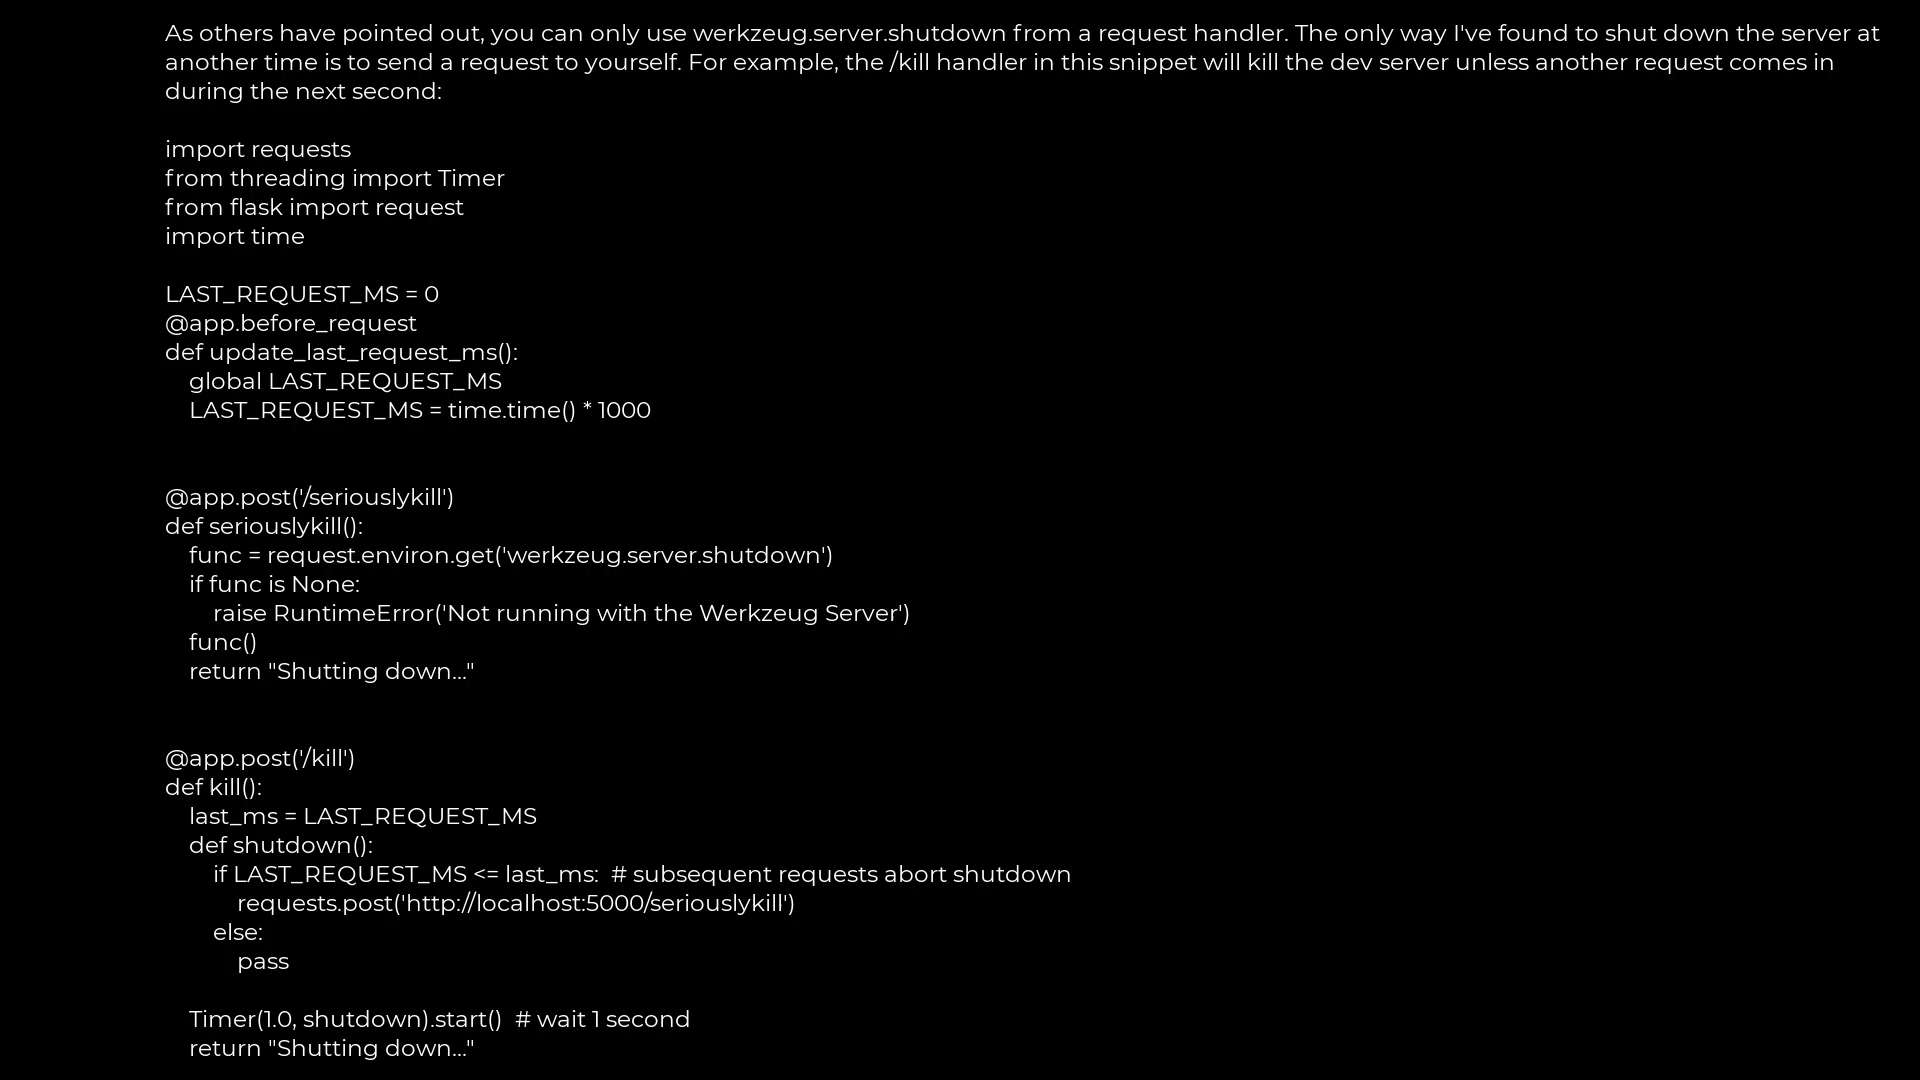 As others have pointed out, you can only use werkzeug.server.shutdown from a request handler. The only way I've found to shut down the server at
another time is to send a request to yourself. For example, the /kill handler in this snippet will kill the dev server unless another request comes in
during the next second:

import requests
from threading import Timer
from flask import request
import time

LAST_REQUEST_MS = 0
@app.before_request
def update_last_request_ms():
    global LAST_REQUEST_MS
    LAST_REQUEST_MS = time.time() * 1000


@app.post('/seriouslykill')
def seriouslykill():
    func = request.environ.get('werkzeug.server.shutdown')
    if func is None:
        raise RuntimeError('Not running with the Werkzeug Server')
    func()
    return "Shutting down..."


@app.post('/kill')
def kill():
    last_ms = LAST_REQUEST_MS
    def shutdown():
        if LAST_REQUEST_MS <= last_ms:  # subsequent requests abort shutdown
            requests.post('http://localhost:5000/seriouslykill')
        else:
            pass

    Timer(1.0, shutdown).start()  # wait 1 second
    return "Shutting down..."